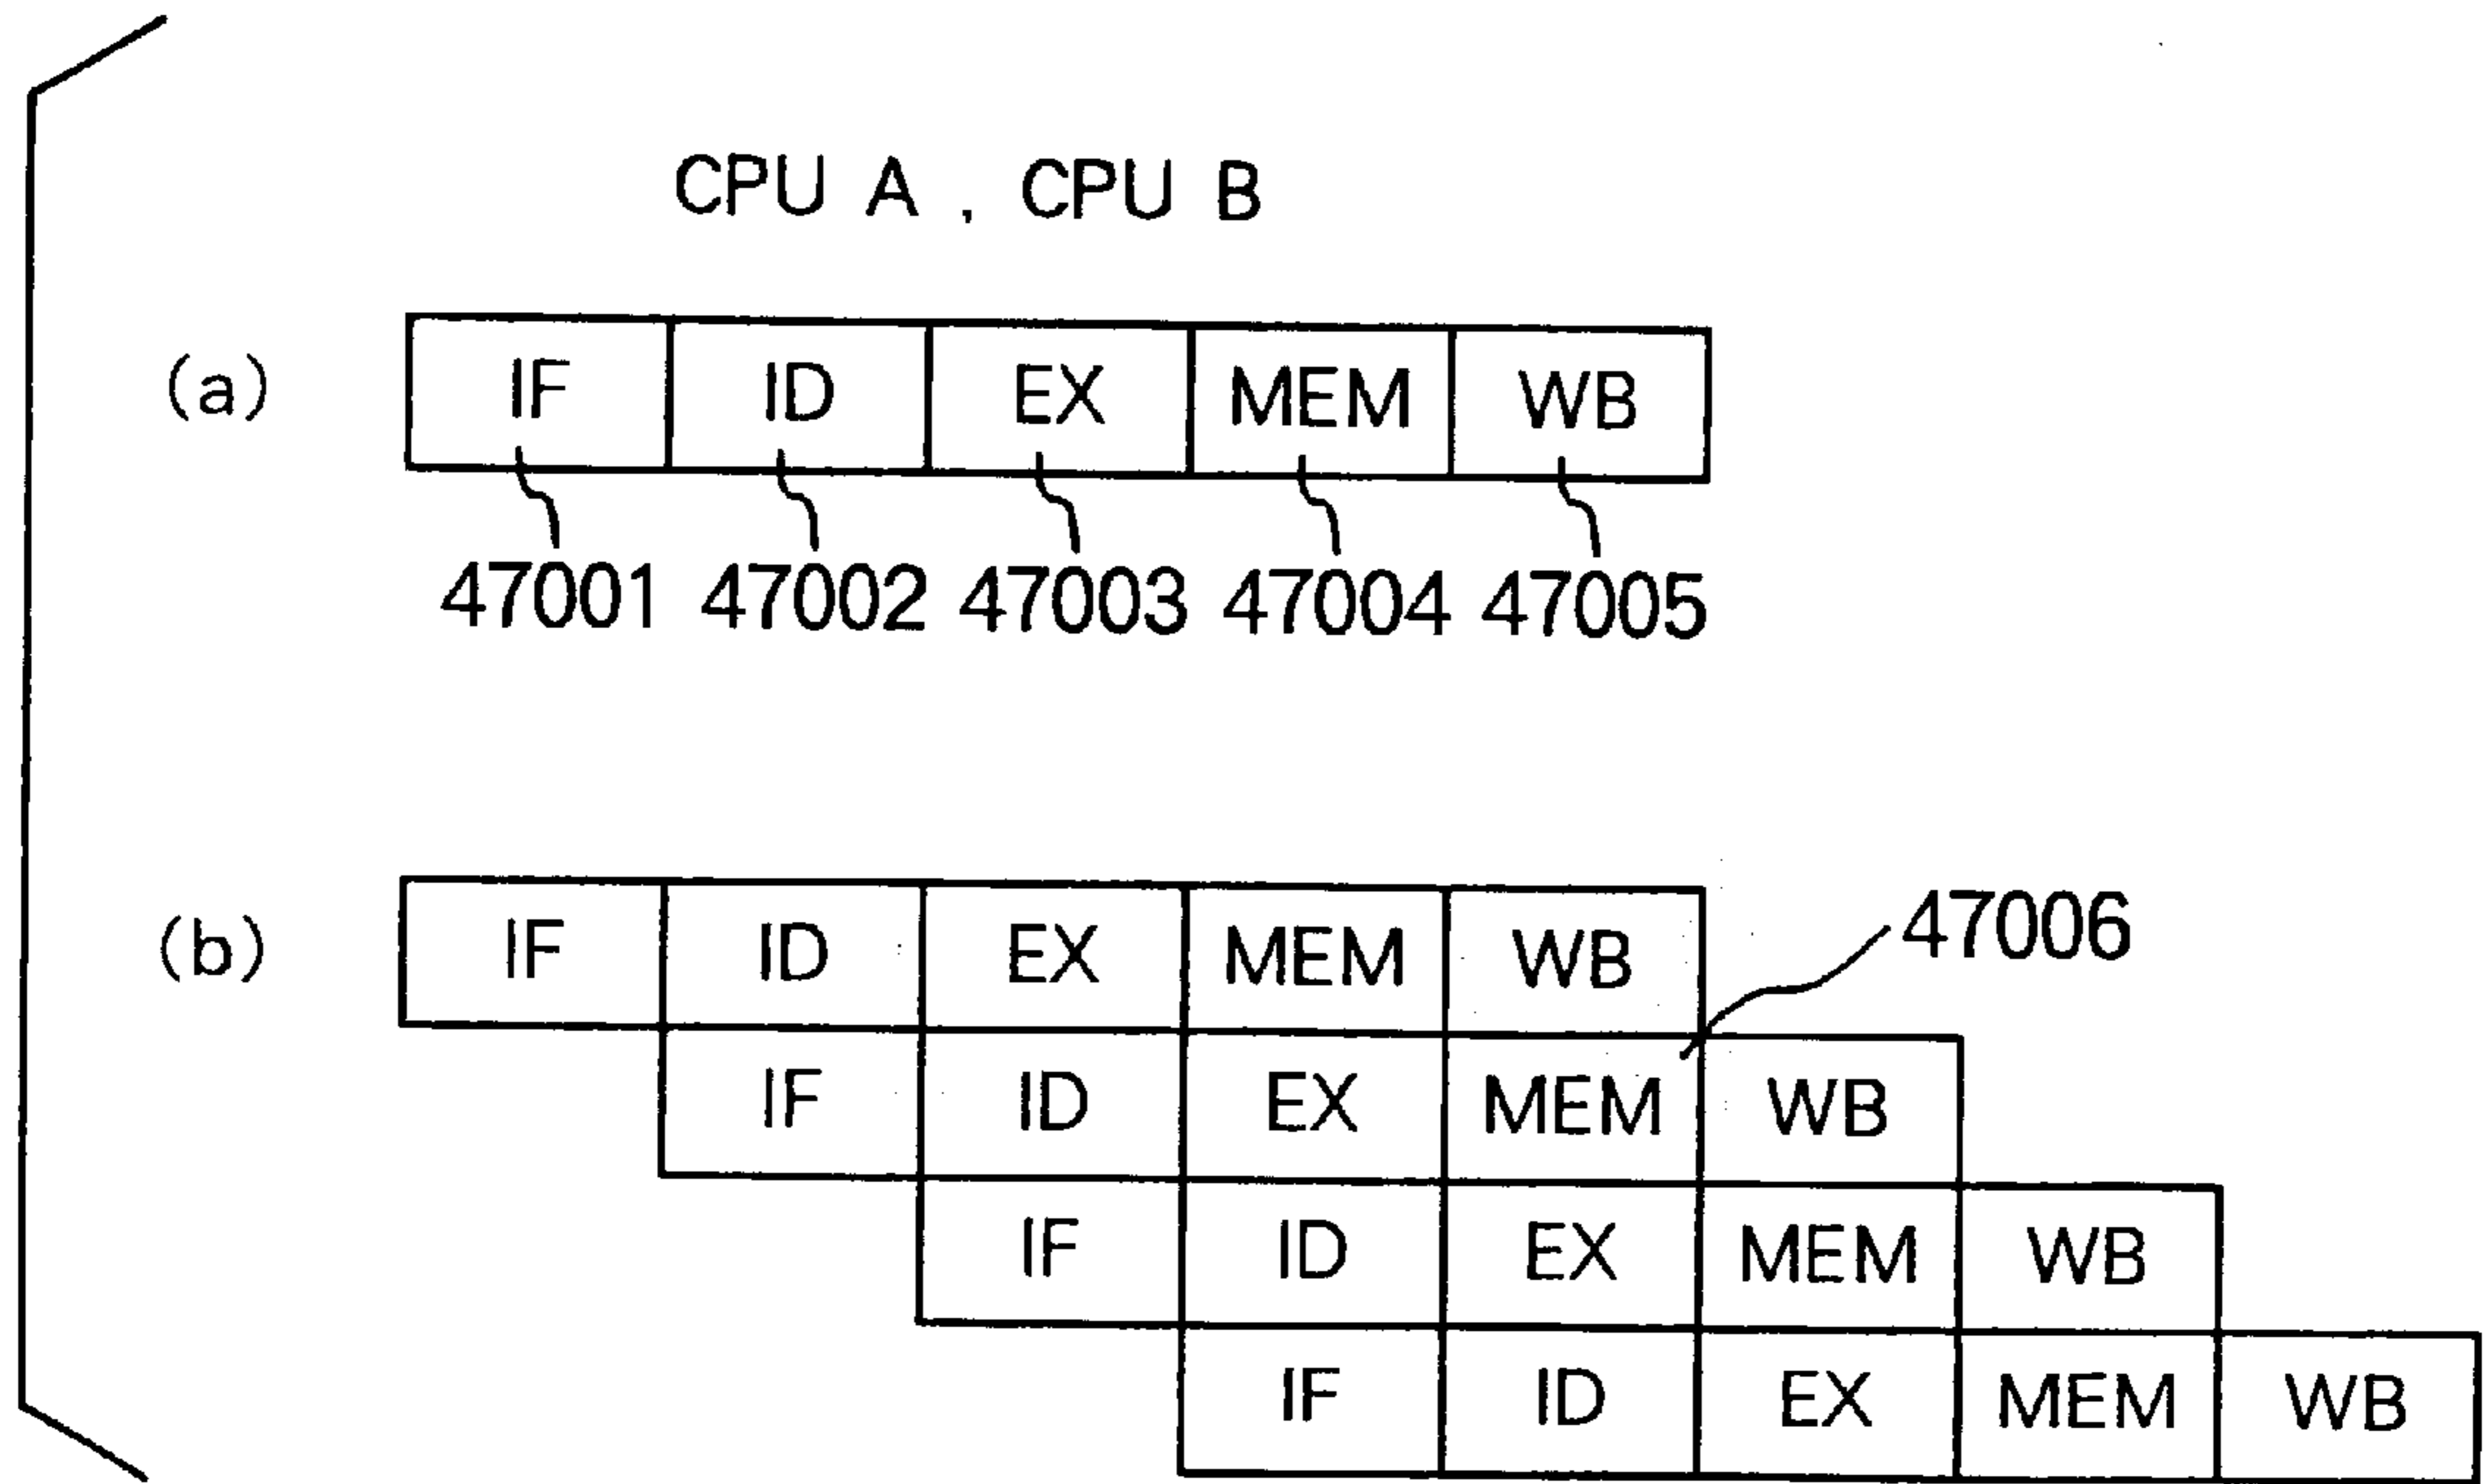 CPU A , CPU B
(a) IF ID EX MEM WB
47001 47002 47003 47004 47005
(b) IF ID EX MEM WB 47006
IF ID EX MEM WB
IF ID EX MEM WB
IF ID EX MEM WB